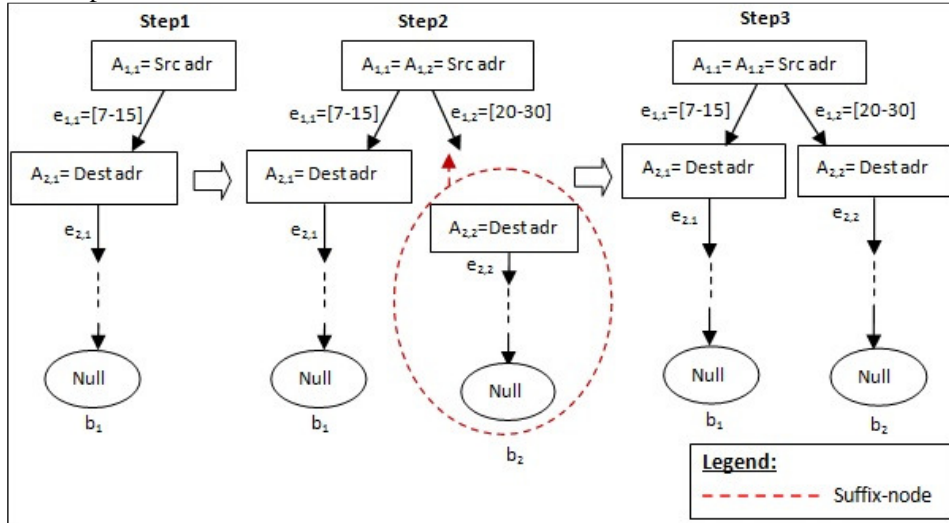 Step1
A1,1= Src adr
e1,1=[7-15]
A2,1= Dest adr
e2,1
Null
b1
Step2
A1,1= A1,2= Src adr
e1,1=[7-15]
e1,2=[20-30]
A2,1= Dest adr
e2,1
A2,2=Dest adr
e2,2
Null
b1
Null
b2
Step3
A1,1= A1,2= Src adr
e1,1=[7-15]
e1,2=[20-30]
A2,1= Dest adr
A2,2= Dest adr
e2,1
e2,2
Null
Null
b1
b2
Legend:
Suffix-node